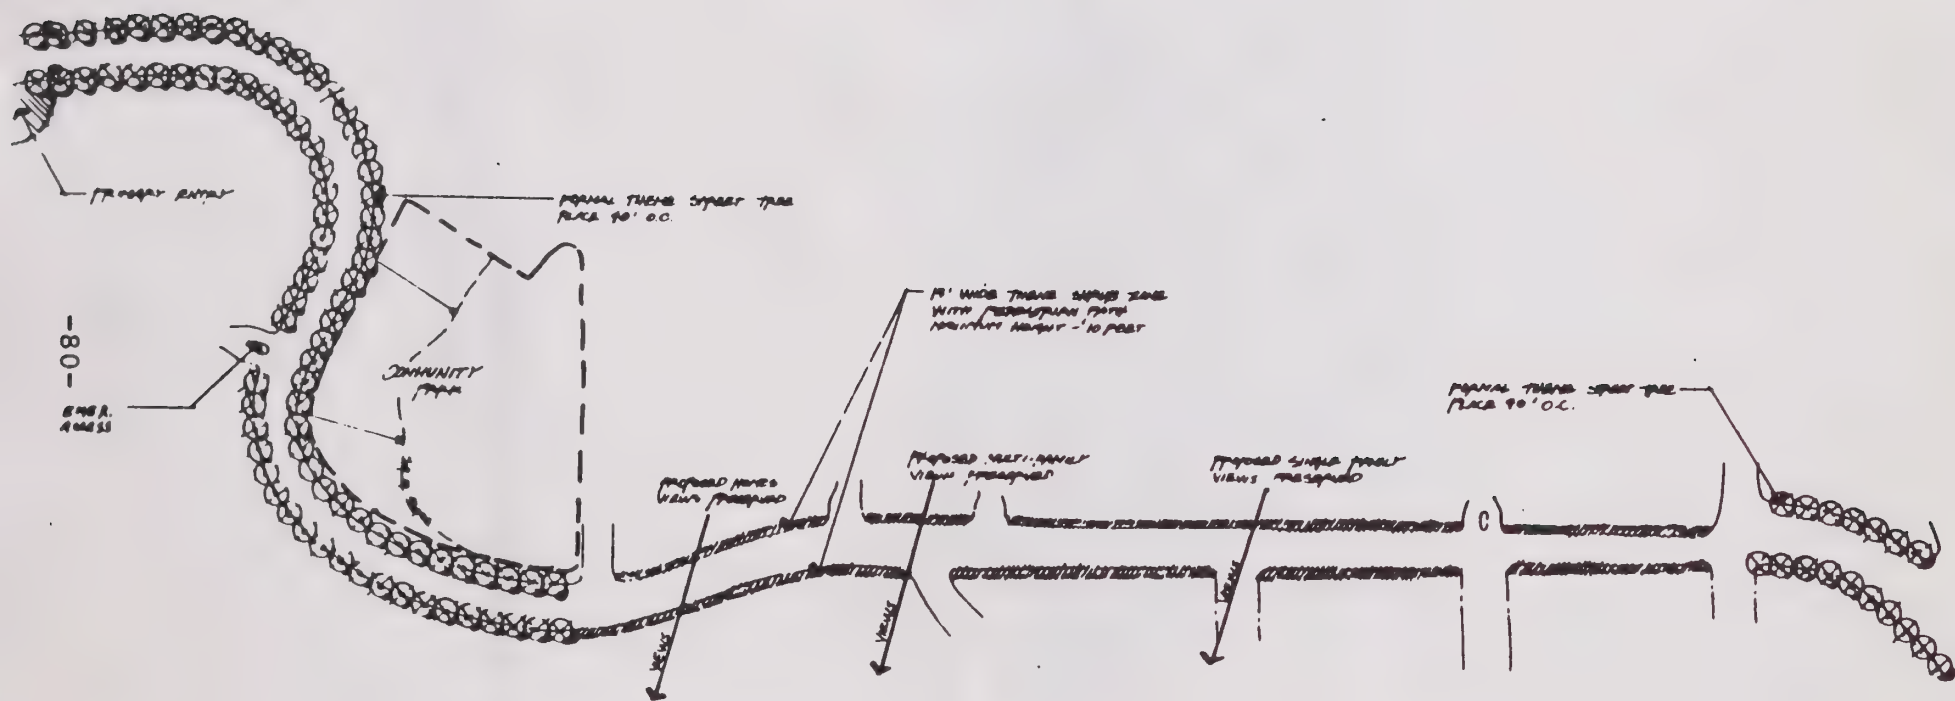 PRIMARY ENTRY
FORMAL THEME STREET TREE
PLACE 40' O.C.
WIDE THEME SHRUB ZONE
WITH PEDESTRIAN PATH
MAXIMUM HEIGHT - 10 FEET
-80-
EMER.
ACCESS
COMMUNITY
PARK
FORMAL THEME STREET TREE
PLACE 40' O.C.
PROPOSED HOMES
VIEWS PRESERVED
PROPOSED MULTI-FAMILY
VIEWS PRESERVED
PROPOSED SINGLE FAMILY
VIEWS PRESERVED
VIEWS
VIEWS
VIEWS